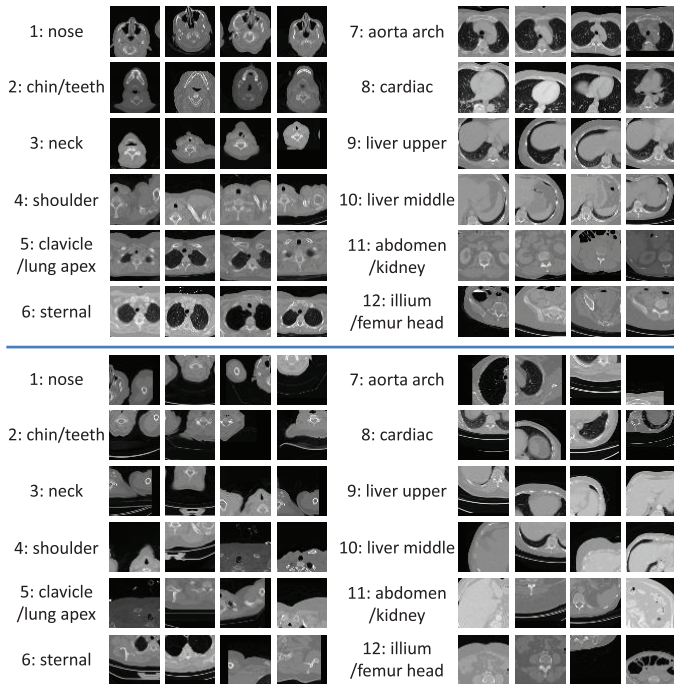 1: nose
2: chin/teeth
3: neck
4: shoulder
5: clavicle
/lung apex
6: sternal
7: aorta arch
8: cardiac
9: liver upper
10: liver middle
11: abdomen
/kidney
12: illium
/femur head
1: nose
2: chin/teeth
3: neck
4: shoulder
5: clavicle
/lung apex
6: sternal
7: aorta arch
8: cardiac
9: liver upper
10: liver middle
11: abdomen
/kidney
12: illium
/femur head